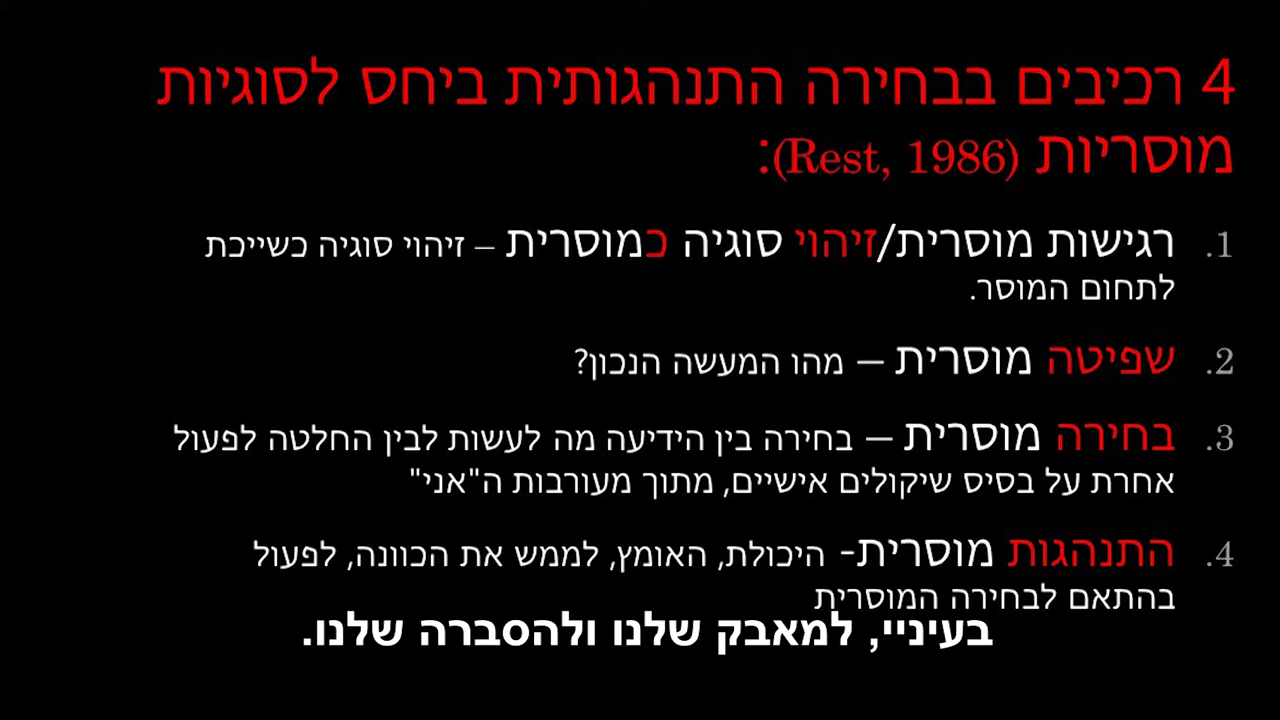 4 רכיבים בבחירה התנהגותית ביחס לסוגיות
מוסריות (Rest, 1986):
1. רגישות מוסרית/זיהוי סוגיה כמוסרית – זיהוי סוגיה כשייכת
לתחום המוסר.
2. שפיטה מוסרית – מהו המעשה הנכון?
3. בחירה מוסרית – בחירה בין הידיעה מה לעשות לבין החלטה לפעול
אחרת על בסיס שיקולים אישיים, מתוך מעורבות ה"אני"
4. התנהגות מוסרית- היכולת, האומץ, לממש את הכוונה, לפעול
בהתאם לבחירה המוסרית
בעיניי, למאבק שלנו ולהסברה שלנו.